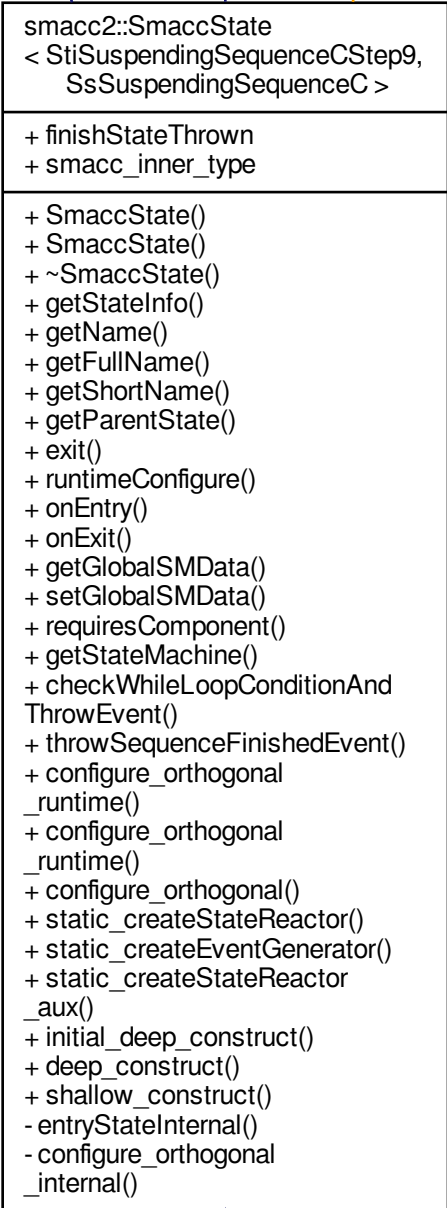 smacc2::SmaccState
< StiSuspendingSequenceCStep9,
SsSuspendingSequenceC >
+ finishStateThrown
+ smacc_inner_type
+ SmaccState()
+ SmaccState()
+ ~SmaccState()
+ getStateInfo()
+ getName()
+ getFullName()
+ getShortName()
+ getParentState()
+ exit()
+ runtimeConfigure()
+ onEntry()
+ onExit()
+ getGlobalSMData()
+ setGlobalSMData()
+ requiresComponent()
+ getStateMachine()
+ checkWhileLoopConditionAnd
ThrowEvent()
+ throwSequenceFinishedEvent()
+ configure_orthogonal
_runtime()
+ configure_orthogonal
_runtime()
+ configure_orthogonal()
+ static_createStateReactor()
+ static_createEventGenerator()
+ static_createStateReactor
_aux()
+ initial_deep_construct()
+ deep_construct()
+ shallow_construct()
- entryStateInternal()
- configure_orthogonal
_internal()